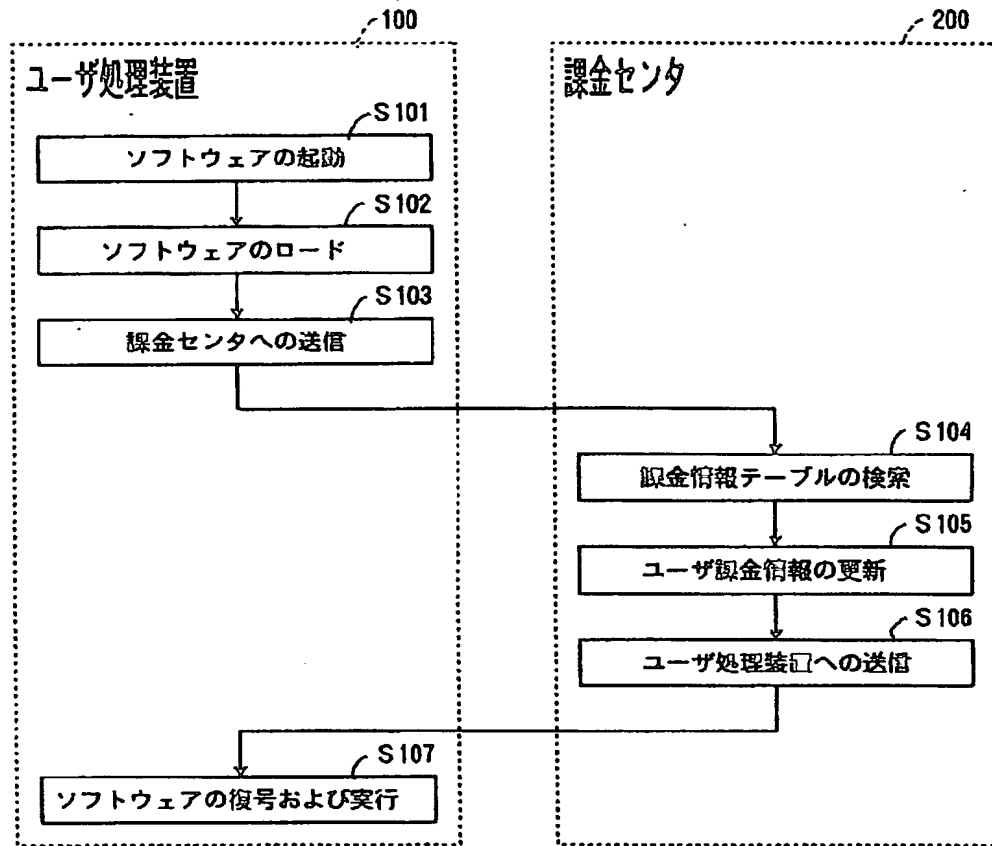 100
ユーザ処理装置
S101
ソフトウェアの起動
S102
ソフトウェアのロード
S103
課金センタへの送信
200
課金センタ
S104
課金情報テーブルの検索
S105
ユーザ課金情報の更新
S106
ユーザ処理装置への送信
S107
ソフトウェアの復号および実行